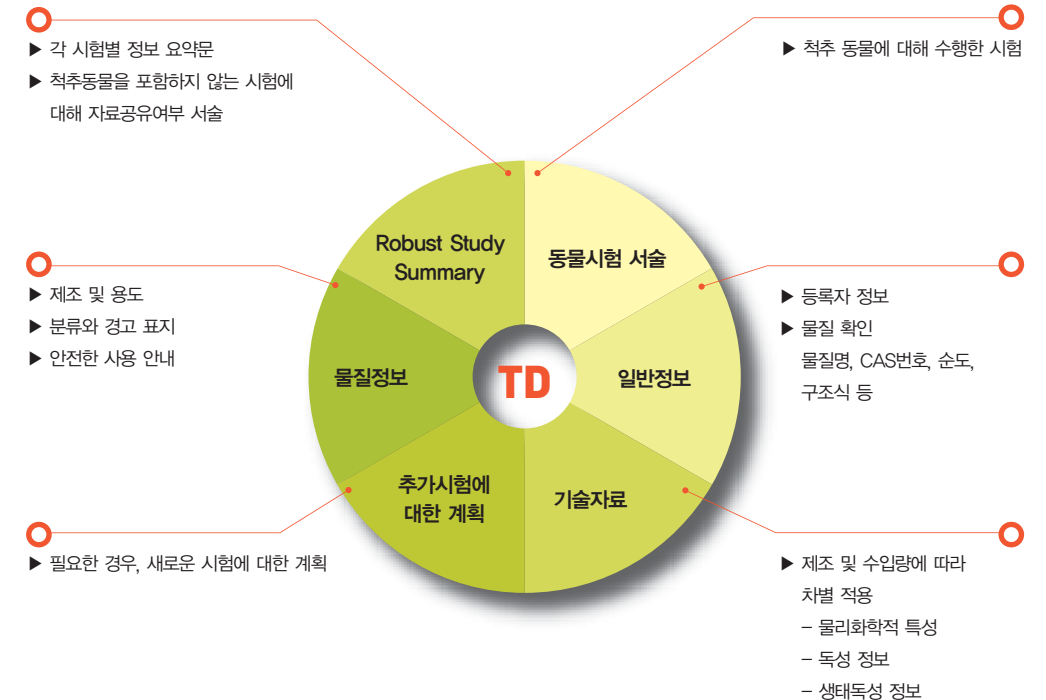 ▶ 각 시험별 정보 요약문
▶ 척추동물을 포함하지 않는 시험에
대해 자료공유여부 서술
▶ 척추 동물에 대해 수행한 시험
Robust Study
Summary
동물시험 서술
▶ 제조 및 용도
▶ 분류와 경고 표지
▶ 안전한 사용 안내
▶ 등록자 정보
▶ 물질 확인
물질명, CAS번호, 순도,
구조식 등
물질정보
TD
일반정보
추가시험에
대한 계획
기술자료
▶ 필요한 경우, 새로운 시험에 대한 계획
▶ 제조 및 수입량에 따라
차별 적용
– 물리화학적 특성
– 독성 정보
– 생태독성 정보